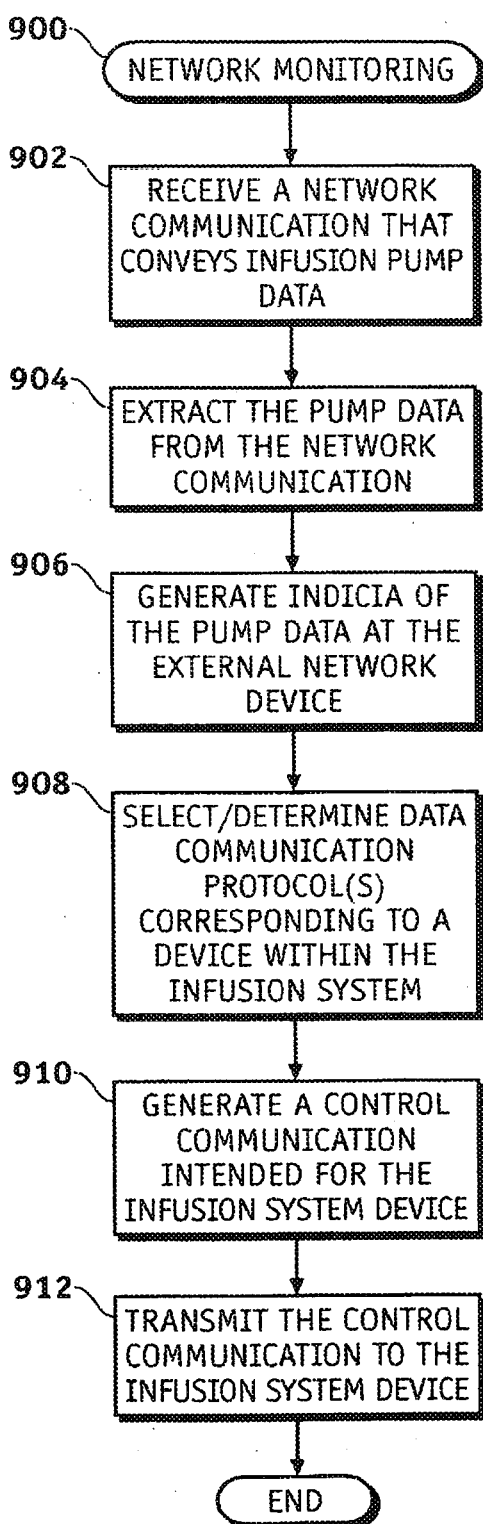 900
NETWORK MONITORING
902
RECEIVE A NETWORK
COMMUNICATION THAT
CONVEYS INFUSION PUMP
DATA
904
EXTRACT THE PUMP DATA
FROM THE NETWORK
COMMUNICATION
906
GENERATE INDICIA OF
THE PUMP DATA AT THE
EXTERNAL NETWORK
DEVICE
908
SELECT/DETERMINE DATA
COMMUNICATION
PROTOCOL(S)
CORRESPONDING TO A
DEVICE WITHIN THE
INFUSION SYSTEM
910
GENERATE A CONTROL
COMMUNICATION
INTENDED FOR THE
INFUSION SYSTEM DEVICE
912
TRANSMIT THE CONTROL
COMMUNICATION TO THE
INFUSION SYSTEM DEVICE
END